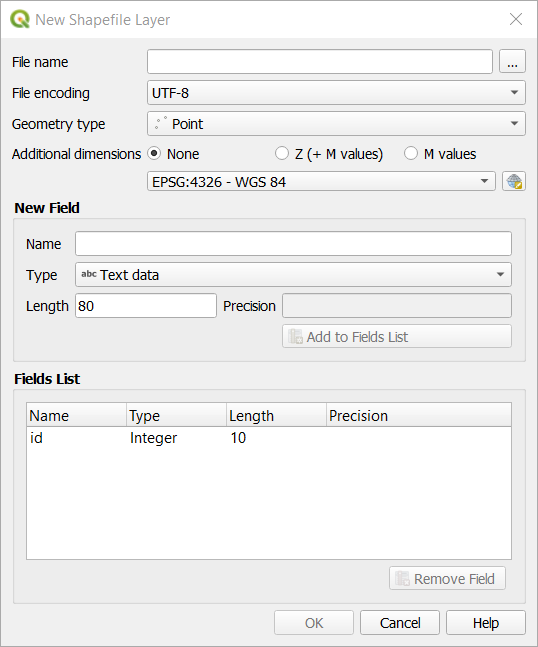 New Shapefile Layer
File name
...
File encoding UTF-8
Geometry type Point
Additional dimensions None Z (+ M values) M values
EPSG:4326 - WGS 84
New Field
Name
Type abc Text data
Length 80 Precision
Add to Fields List
Fields List
Name Type Length Precision
id Integer 10
Remove Field
OK Cancel Help